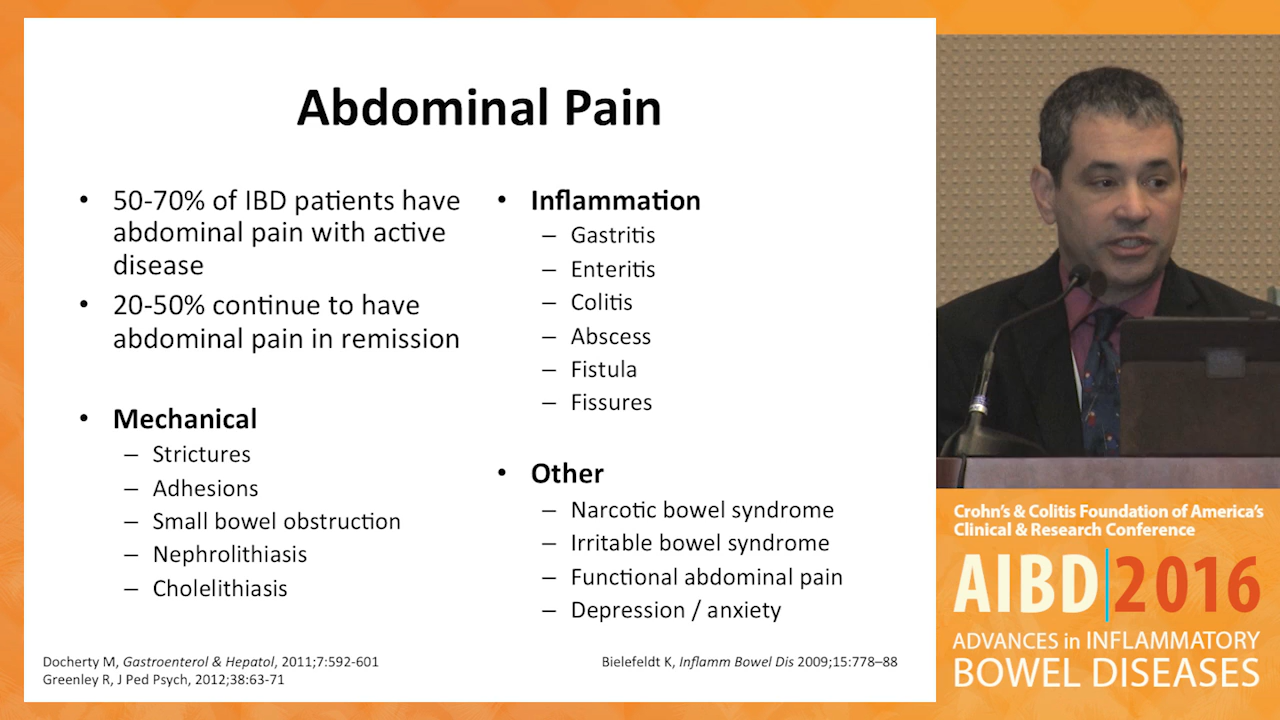 Abdominal Pain
• 50-70% of IBD patients have
abdominal pain with active
disease
• 20-50% continue to have
abdominal pain in remission
• Mechanical
– Strictures
– Adhesions
– Small bowel obstruction
– Nephrolithiasis
– Cholelithiasis
• Inflammation
– Gastritis
– Enteritis
– Colitis
– Abscess
– Fistula
– Fissures
• Other
– Narcotic bowel syndrome
– Irritable bowel syndrome
– Functional abdominal pain
– Depression / anxiety
Docherty M, Gastroenterol & Hepatol, 2011;7:592-601
Greenley R, J Ped Psych, 2012;38:63-71
Bielefeldt K, Inflamm Bowel Dis 2009;15:778–88
Crohn's & Colitis Foundation of America's
Clinical & Research Conference
AIBD|2016
ADVANCES in INFLAMMATORY
BOWEL DISEASES